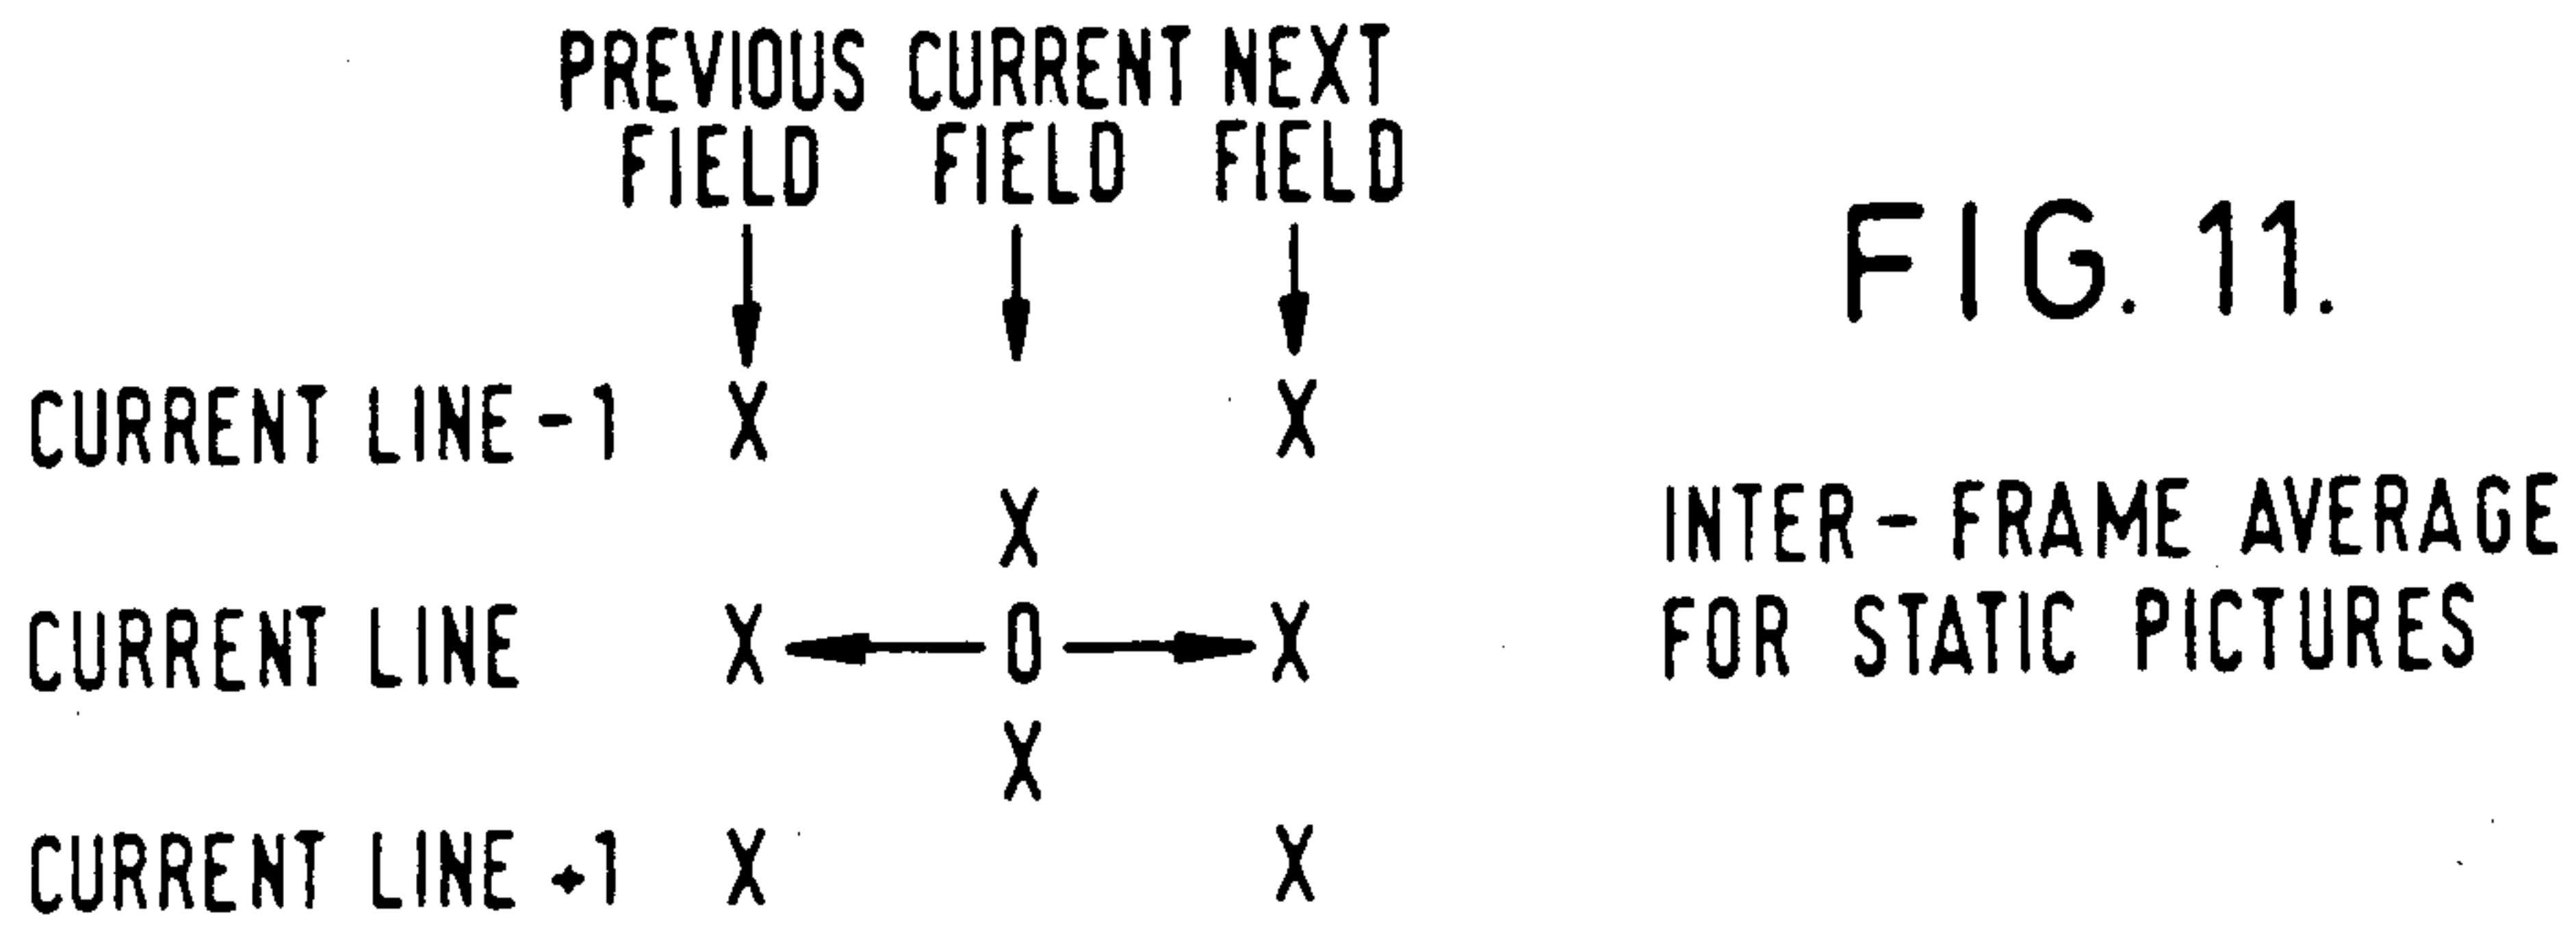 PREVIOUS CURRENT NEXT
FIELD FIELD FIELD
FIG. 11.
CURRENT LINE - 1 X X
X
INTER - FRAME AVERAGE
FOR STATIC PICTURES
CURRENT LINE X O X
X
CURRENT LINE +1 X X